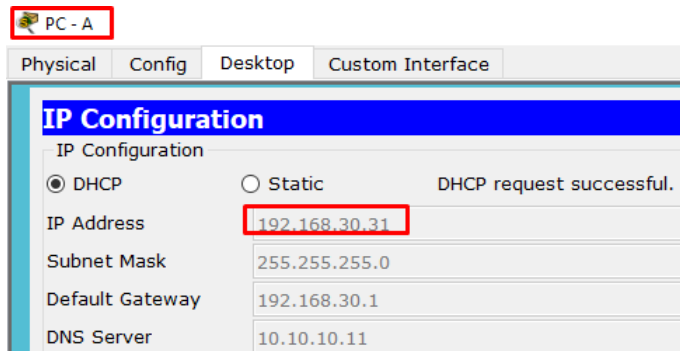 PC - A
Physical Config Desktop Custom Interface
IP Configuration
IP Configuration
DHCP Static DHCP request successful.
IP Address 192.168.30.31
Subnet Mask 255.255.255.0
Default Gateway 192.168.30.1
DNS Server 10.10.10.11